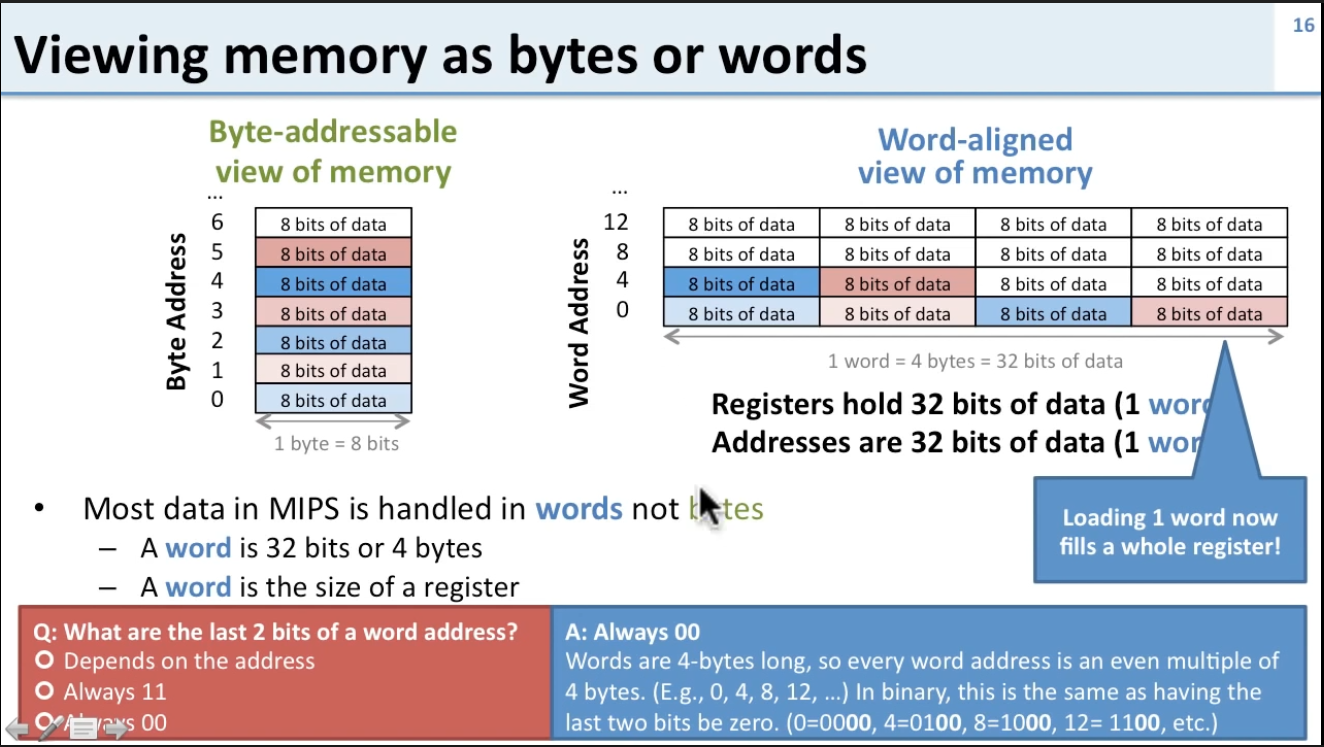 16
Viewing memory as bytes or words
Byte-addressable
view of memory
Byte Address
...
6 8 bits of data
5 8 bits of data
4 8 bits of data
3 8 bits of data
2 8 bits of data
1 8 bits of data
0 8 bits of data
1 byte = 8 bits
Word-aligned
view of memory
Word Address
...
12 8 bits of data 8 bits of data 8 bits of data 8 bits of data
8 8 bits of data 8 bits of data 8 bits of data 8 bits of data
4 8 bits of data 8 bits of data 8 bits of data 8 bits of data
0 8 bits of data 8 bits of data 8 bits of data 8 bits of data
1 word = 4 bytes = 32 bits of data
Registers hold 32 bits of data (1 word
Addresses are 32 bits of data (1 wor
Loading 1 word now
fills a whole register!
• Most data in MIPS is handled in words not bytes
– A word is 32 bits or 4 bytes
– A word is the size of a register
Q: What are the last 2 bits of a word address?
Depends on the address
Always 11
Always 00
A: Always 00
Words are 4-bytes long, so every word address is an even multiple of
4 bytes. (E.g., 0, 4, 8, 12, …) In binary, this is the same as having the
last two bits be zero. (0=0000, 4=0100, 8=1000, 12= 1100, etc.)